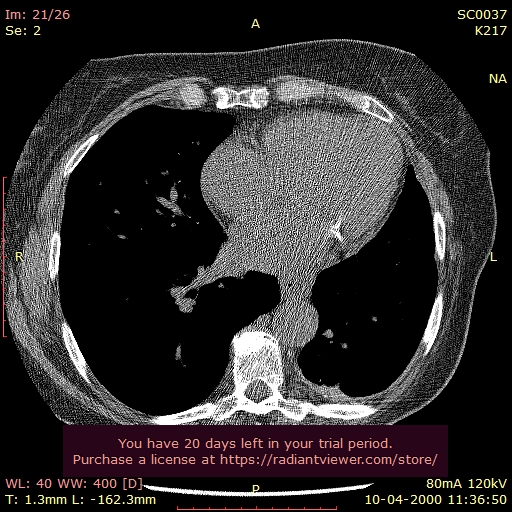 Im: 21/26
Se: 2
A
SC0037
K217
NA
R
L
You have 20 days left in your trial period.
Purchase a license at https://radiantviewer.com/store/
P
WL: 40 WW: 400 [D]
T: 1.3mm L: -162.3mm
80mA 120kV
10-04-2000 11:36:50